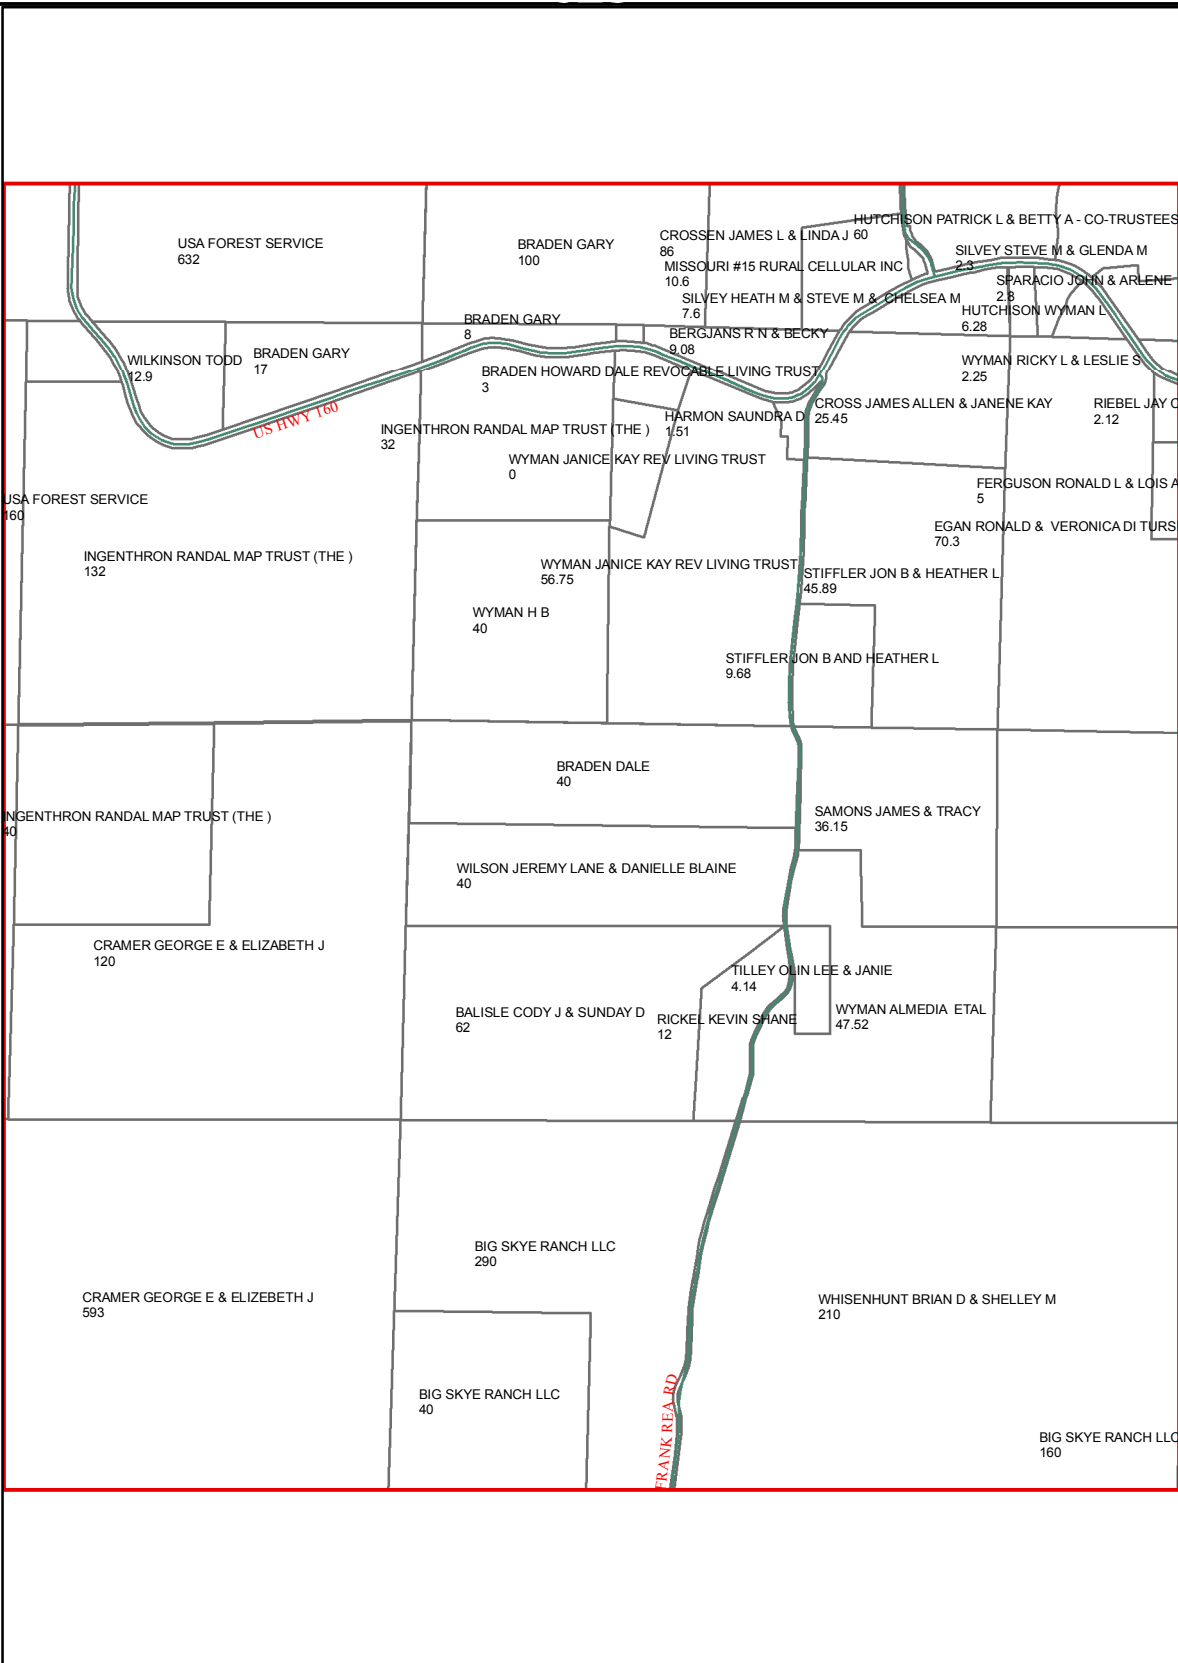 USA FOREST SERVICE
632
BRADEN GARY
100
CROSSEN JAMES L & LINDA J
86
60
HUTCHISON PATRICK L & BETTY A - CO-TRUSTEES
MISSOURI #15 RURAL CELLULAR INC
10.6
SILVEY STEVE M & GLENDA M
2.3
SPARACIO JOHN & ARLENE
2.8
SILVEY HEATH M & STEVE M & CHELSEA M
7.6
HUTCHISON WYMAN L
6.28
BRADEN GARY
8
BERGJANS R N & BECKY
9.08
WILKINSON TODD
12.9
BRADEN GARY
17
WYMAN RICKY L & LESLIE S
2.25
BRADEN HOWARD DALE REVOCABLE LIVING TRUST
3
US HWY 160
HARMON SAUNDRA D
1.51
CROSS JAMES ALLEN & JANENE KAY
25.45
RIEBEL JAY C
2.12
INGENTHRON RANDAL MAP TRUST (THE )
32
WYMAN JANICE KAY REV LIVING TRUST
0
USA FOREST SERVICE
160
FERGUSON RONALD L & LOIS A
5
EGAN RONALD & VERONICA DI TURSI
70.3
INGENTHRON RANDAL MAP TRUST (THE )
132
WYMAN JANICE KAY REV LIVING TRUST
56.75
STIFFLER JON B & HEATHER L
45.89
WYMAN H B
40
STIFFLER JON B AND HEATHER L
9.68
BRADEN DALE
40
INGENTHRON RANDAL MAP TRUST (THE )
40
SAMONS JAMES & TRACY
36.15
WILSON JEREMY LANE & DANIELLE BLAINE
40
CRAMER GEORGE E & ELIZABETH J
120
TILLEY OLIN LEE & JANIE
4.14
BALISLE CODY J & SUNDAY D
62
RICKEL KEVIN SHANE
12
WYMAN ALMEDIA ETAL
47.52
BIG SKYE RANCH LLC
290
CRAMER GEORGE E & ELIZEBETH J
593
WHISENHUNT BRIAN D & SHELLEY M
210
BIG SKYE RANCH LLC
40
FRANK REA RD
BIG SKYE RANCH LLC
160